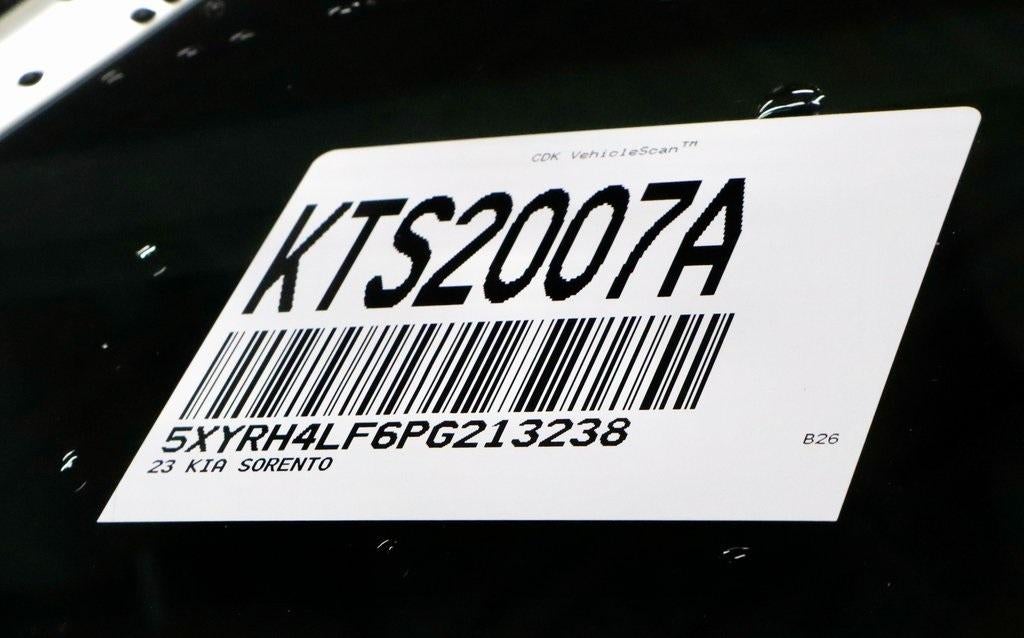 CDK VehicleScan™
KTS2007A
5XYRH4LF6PG213238
23 KIA SORENTO
B26